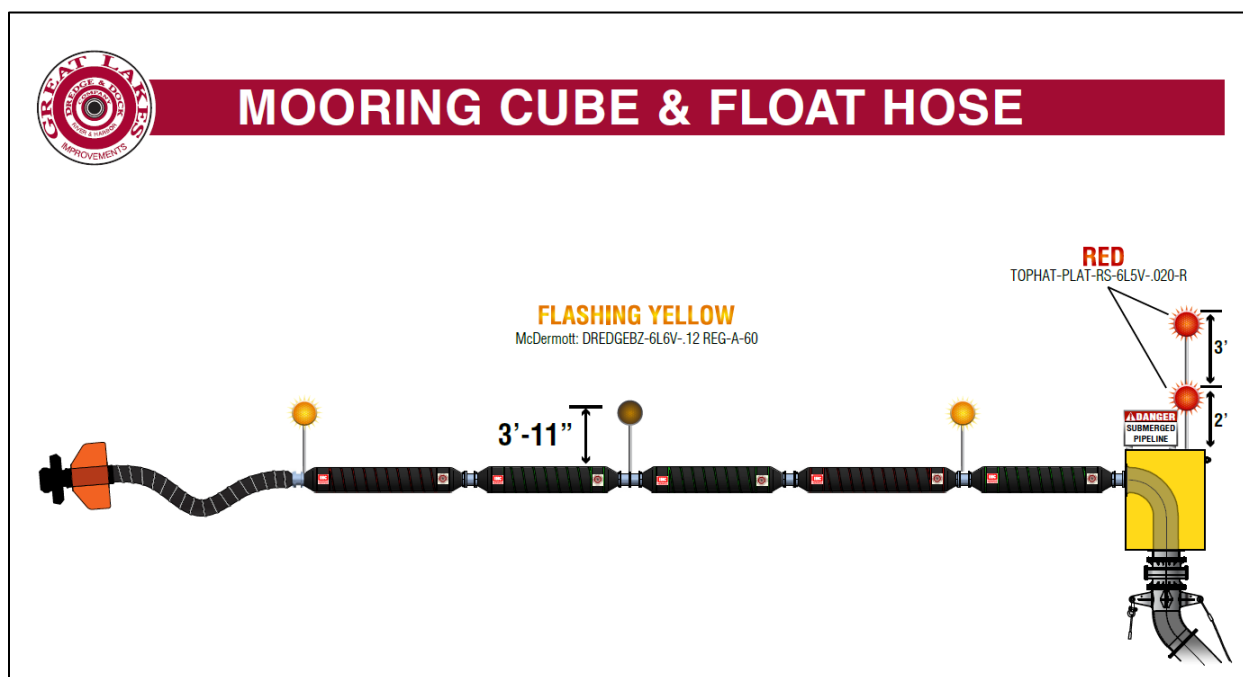 GREAT LAKES
DREDGE & DOCK
COMPANY
RIVER & HARBOR
IMPROVEMENTS
MOORING CUBE & FLOAT HOSE
RED
TOPHAT-PLAT-RS-6L5V-.020-R
FLASHING YELLOW
McDermott: DREDGEBZ-6L6V-.12 REG-A-60
3'
3'-11”
2'
DANGER
SUBMERGED
PIPELINE